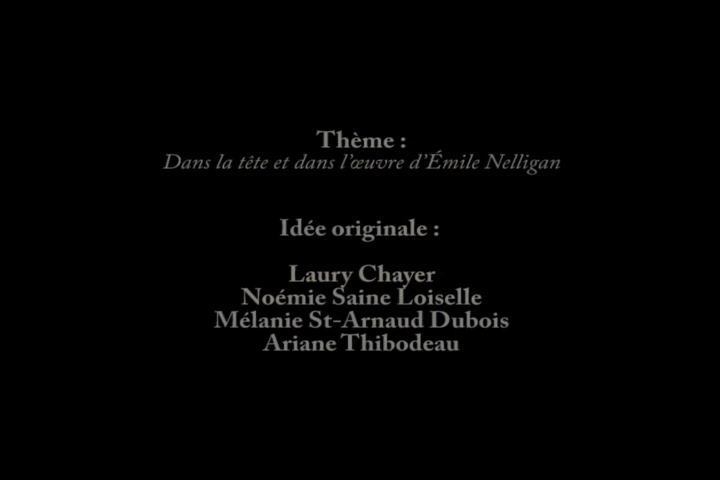 Thème :
Dans la tête et dans l'œuvre d'Émile Nelligan
Idée originale :
Laury Chayer
Noémie Saine Loiselle
Mélanie St-Arnaud Dubois
Ariane Thibodeau